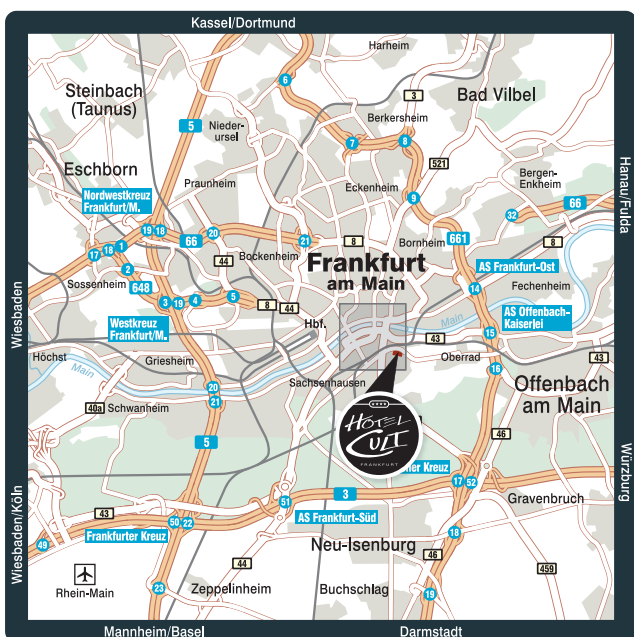 Kassel/Dortmund
Harheim
6
Steinbach
(Taunus)
3
Bad Vilbel
Berkersheim
5
Nieder-
ursel
7
8
521
Eschborn
Praunheim
Eckenheim
Bergen-
Enkheim
Hanau/Fulda
Nordwestkreuz
Frankfurt/M.
9
66
32
19
18
20
66
21
8
Bornheim
661
8
17
18
1
44
Bockenheim
Frankfurt
am Main
AS Frankfurt-Ost
2
Sossenheim
648
14
Fechenheim
3
19
4
5
8
44
AS Offenbach-
Kaiserlei
Wiesbaden
Westkreuz
Frankfurt/M.
Hbf.
Main
15
43
Höchst
Griesheim
Oberrad
43
Main
16
20
Sachsenhausen
Offenbach
am Main
21
40a
Schwanheim
HOTEL
CULT
FRANKFURT
46
5
her Kreuz
Würzburg
17
52
3
51
Gravenbruch
43
50
22
AS Frankfurt-Süd
Frankfurter Kreuz
18
49
Neu-Isenburg
46
Wiesbaden/Köln
44
459
Rhein-Main
23
Zeppelinheim
Buchschlag
19
Mannheim/Basel
Darmstadt